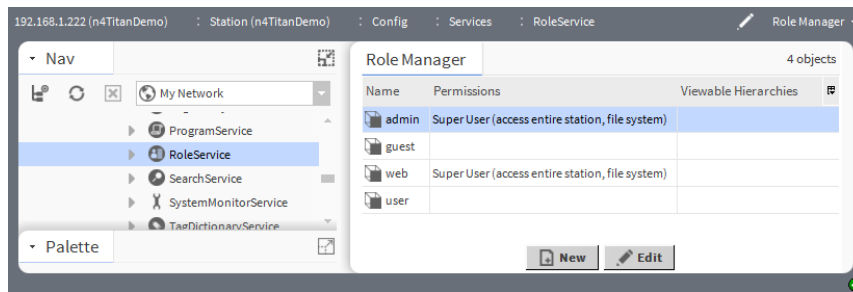 192.168.1.222 (n4TitanDemo) : Station (n4TitanDemo) : Config : Services : RoleService Role Manager
Nav
My Network
ProgramService
RoleService
SearchService
SystemMonitorService
TagDictionaryService
Palette
Role Manager 4 objects
Name Permissions Viewable Hierarchies
admin Super User (access entire station, file system)
guest
web Super User (access entire station, file system)
user
New Edit